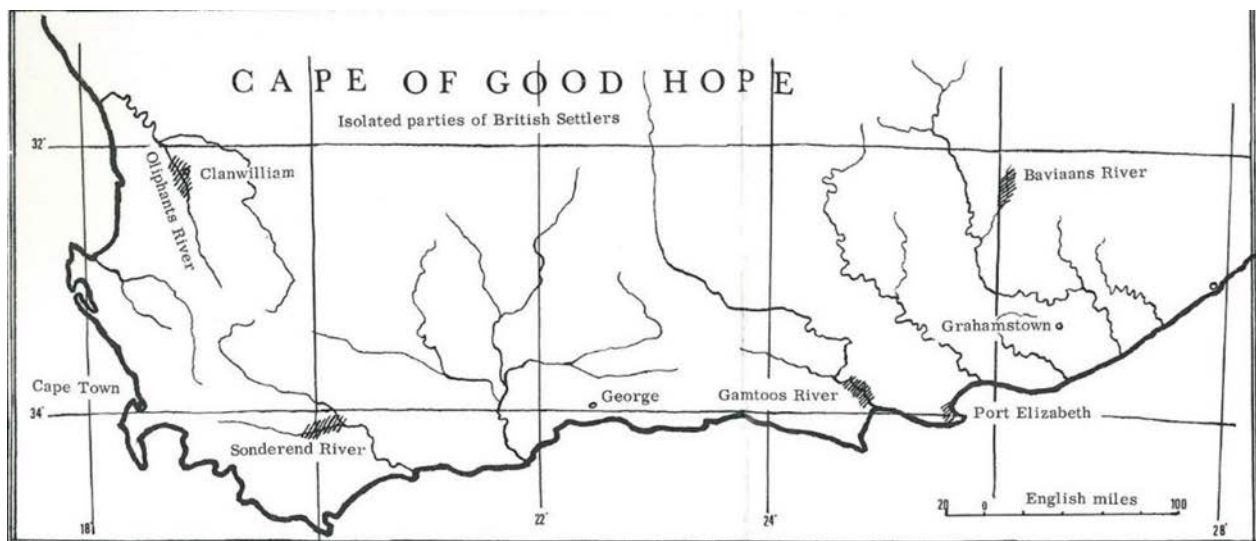 CAPE OF GOOD HOPE
Isolated parties of British Settlers
32°
Oliphants River
Clanwilliam
Baviaans River
Grahamstown
Cape Town
George
Gamtoos River
34°
Port Elizabeth
Sonderend River
20 0 English miles 100
18°
22°
24°
28°